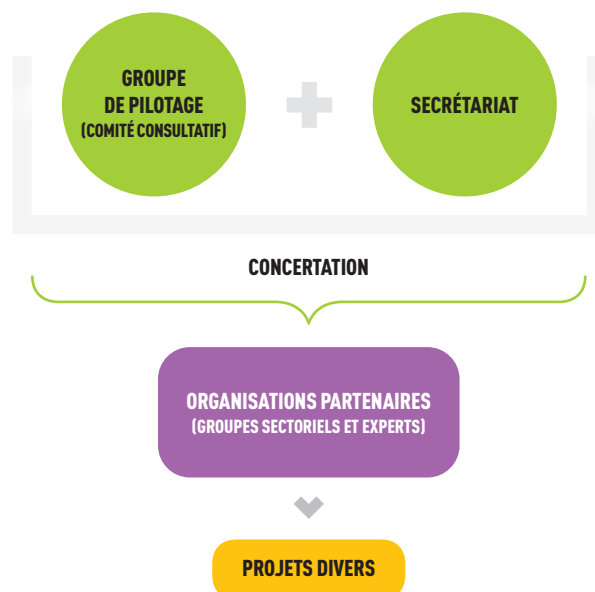 GROUPE
DE PILOTAGE
(COMITÉ CONSULTATIF)
SECRÉTARIAT
CONCERTATION
ORGANISATIONS PARTENAIRES
(GROUPES SECTORIELS ET EXPERTS)
PROJETS DIVERS